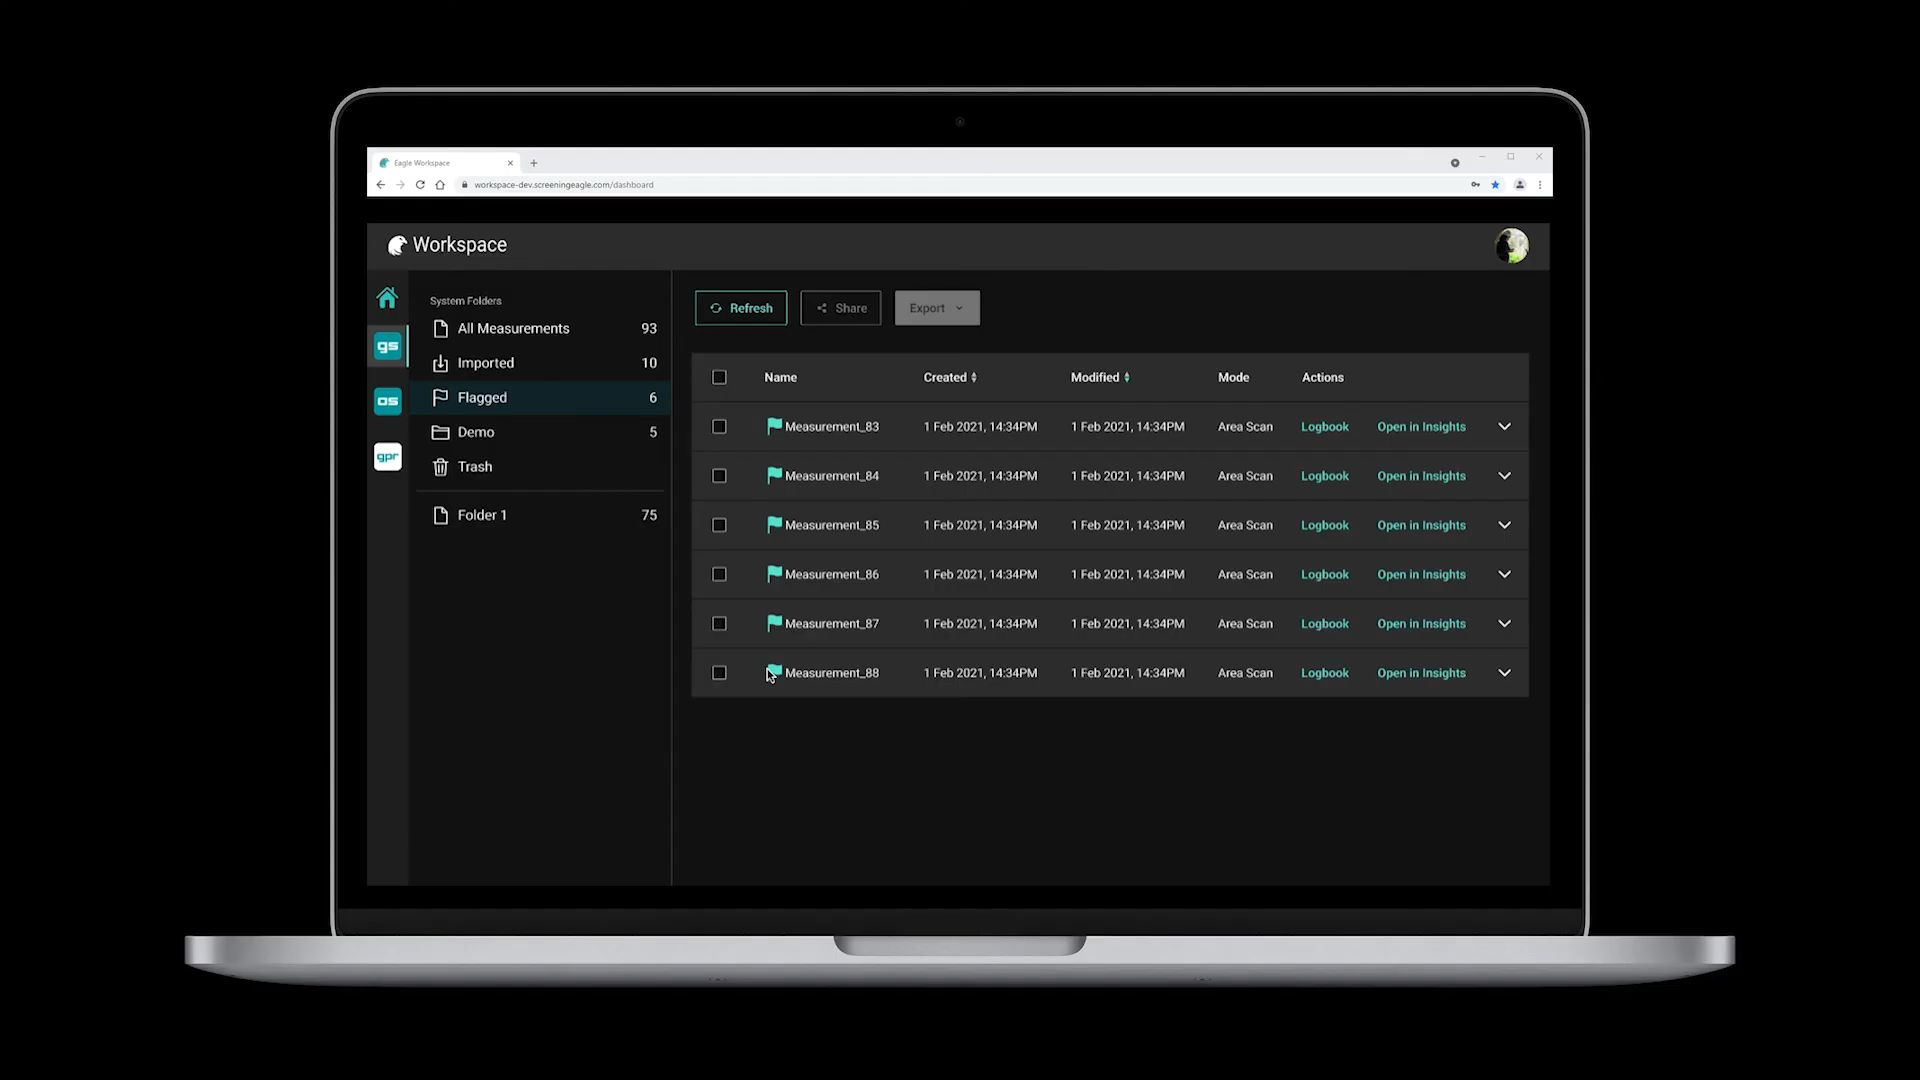 Eagle Workspace
workspace-dev.screeningeagle.com/dashboard
Workspace
System Folders
All Measurements 93
Imported 10
Flagged 6
Demo 5
Trash
Folder 1 75
gs
os
gpr
Refresh Share Export
Name Created Modified Mode Actions
Measurement_83 1 Feb 2021, 14:34PM 1 Feb 2021, 14:34PM Area Scan Logbook Open in Insights
Measurement_84 1 Feb 2021, 14:34PM 1 Feb 2021, 14:34PM Area Scan Logbook Open in Insights
Measurement_85 1 Feb 2021, 14:34PM 1 Feb 2021, 14:34PM Area Scan Logbook Open in Insights
Measurement_86 1 Feb 2021, 14:34PM 1 Feb 2021, 14:34PM Area Scan Logbook Open in Insights
Measurement_87 1 Feb 2021, 14:34PM 1 Feb 2021, 14:34PM Area Scan Logbook Open in Insights
Measurement_88 1 Feb 2021, 14:34PM 1 Feb 2021, 14:34PM Area Scan Logbook Open in Insights